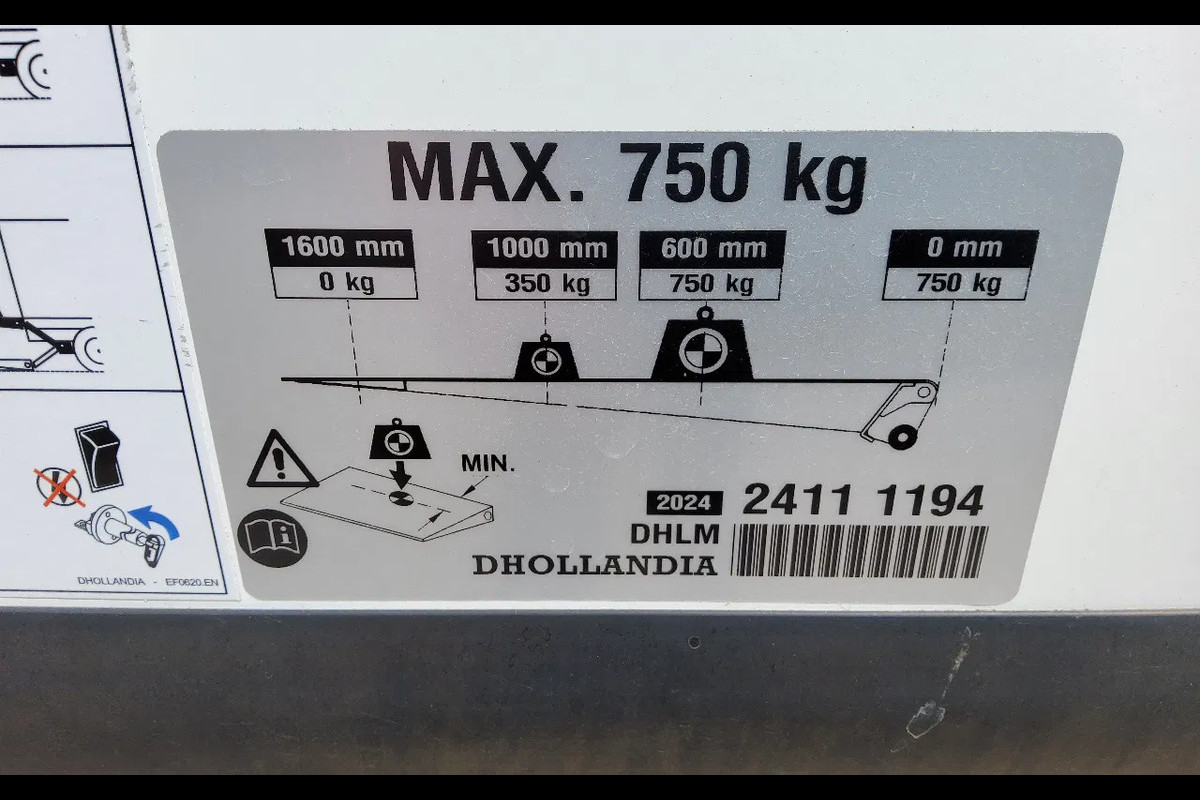 MAX. 750 kg
1600 mm
0 kg
1000 mm
350 kg
600 mm
750 kg
0 mm
750 kg
MIN.
2024 2411 1194
DHLM
DHOLLANDIA
DHOLLANDIA - EF0620.EN